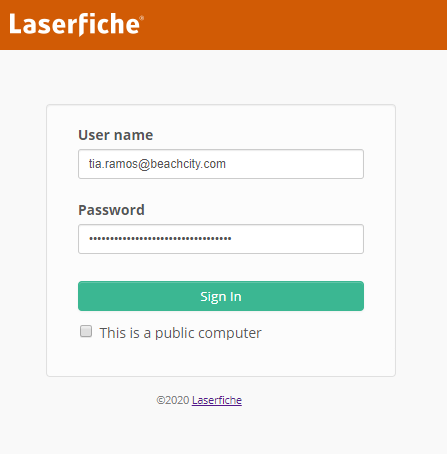 Laserfiche®
User name
tia.ramos@beachcity.com
Password
••••••••••••••••••••••••••••••••••
Sign In
This is a public computer
©2020 Laserfiche